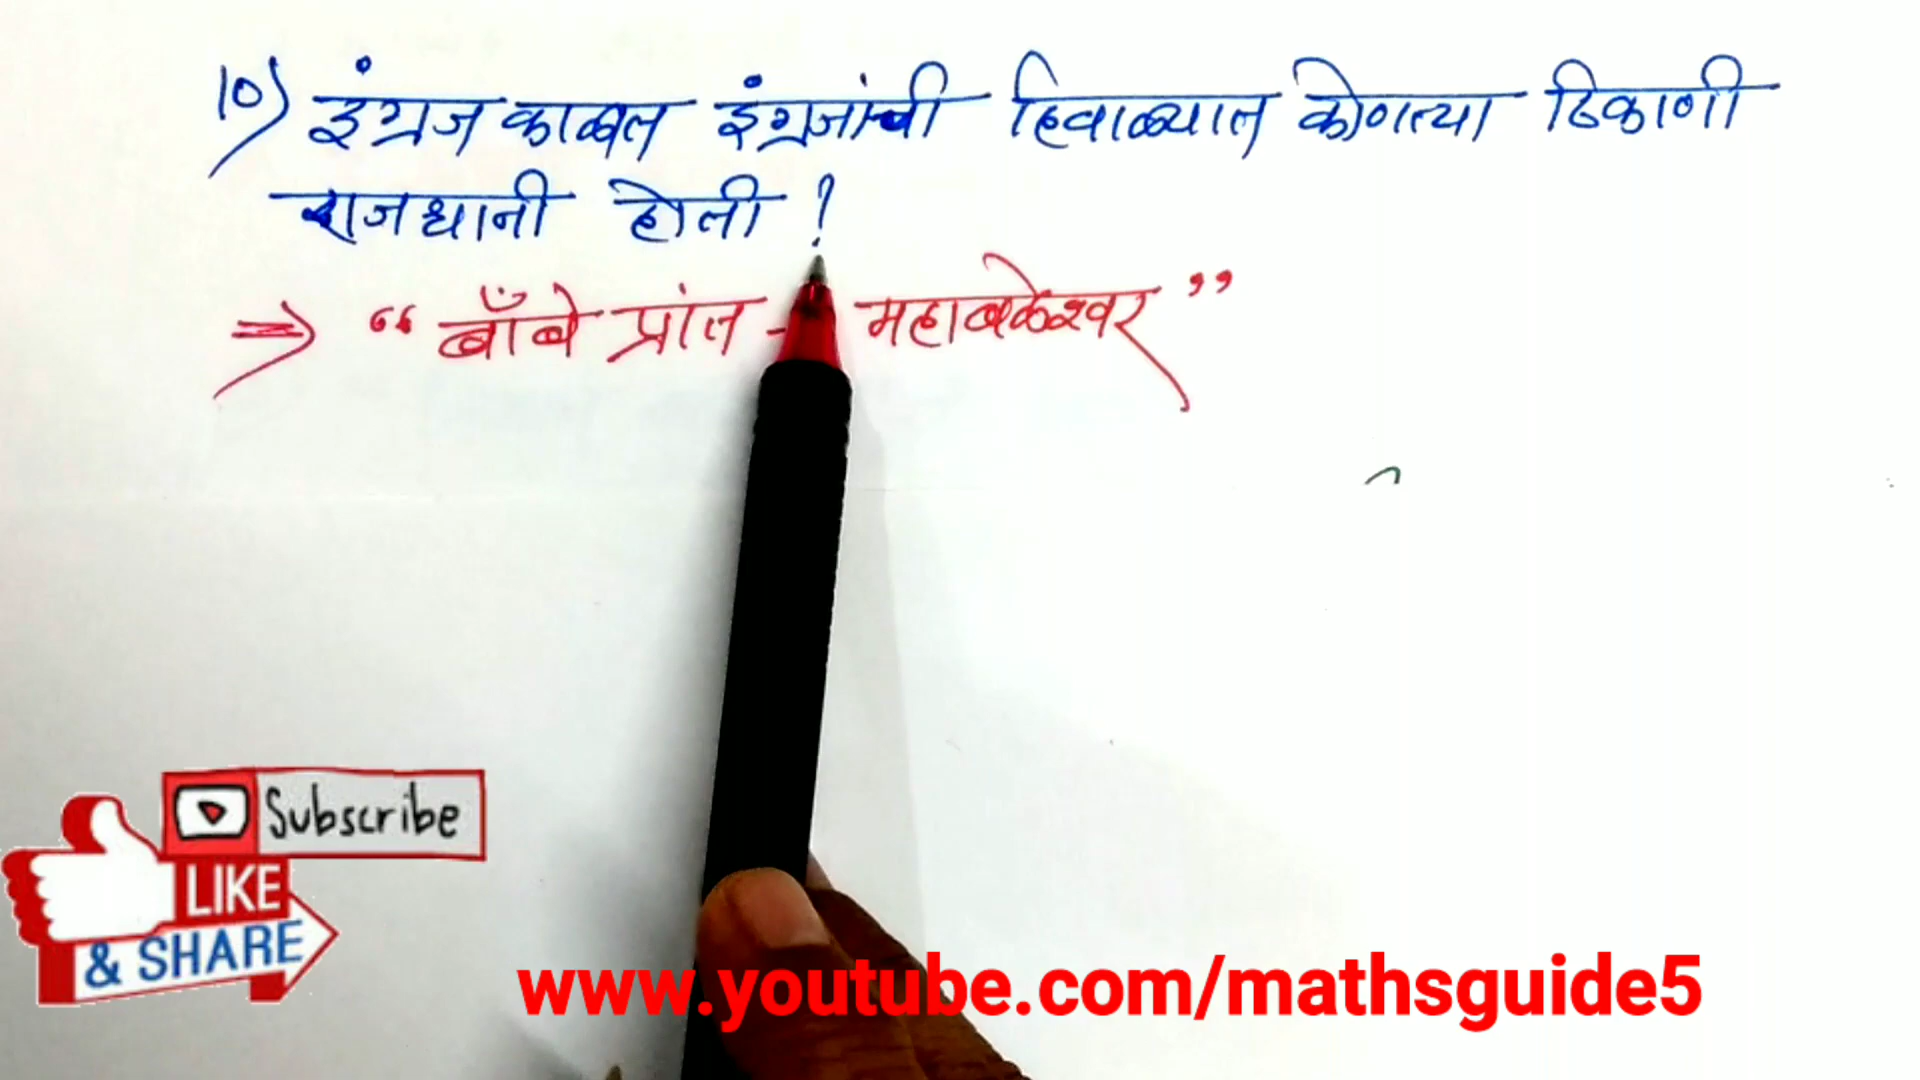 10) इंग्रज काळात इंग्रजांची हिवाळ्यात कोणत्या ठिकाणी
राजधानी होती ?
⇒ “बाँबे प्रांत - महाबळेश्वर”
Subscribe
LIKE
& SHARE
www.youtube.com/mathsguide5